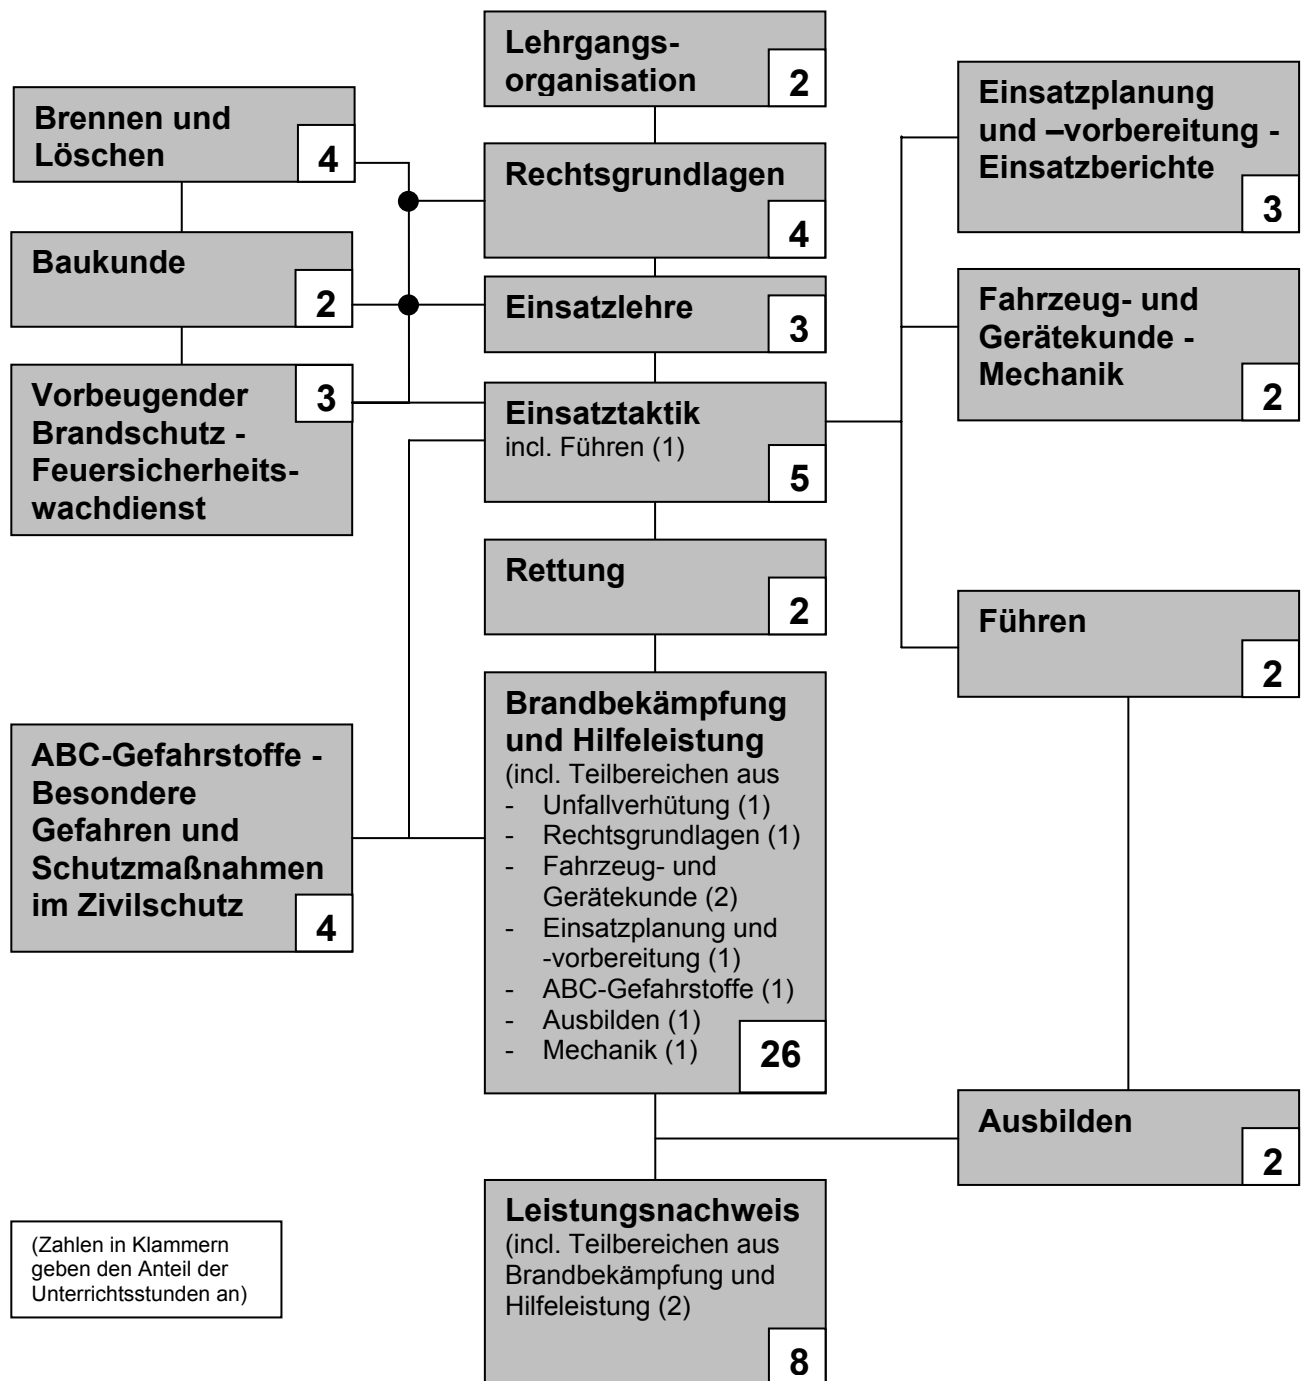 Lehrgangs-
organisation
2
Brennen und
Löschen
4
Rechtsgrundlagen
4
Einsatzplanung
und –vorbereitung -
Einsatzberichte
3
Baukunde
2
Einsatzlehre
3
Fahrzeug- und
Gerätekunde -
Mechanik
2
Vorbeugender
Brandschutz -
Feuersicherheits-
wachdienst
3
Einsatztaktik
incl. Führen (1)
5
Rettung
2
Führen
2
ABC-Gefahrstoffe -
Besondere
Gefahren und
Schutzmaßnahmen
im Zivilschutz
4
Brandbekämpfung
und Hilfeleistung
(incl. Teilbereichen aus
- Unfallverhütung (1)
- Rechtsgrundlagen (1)
- Fahrzeug- und
Gerätekunde (2)
- Einsatzplanung und
-vorbereitung (1)
- ABC-Gefahrstoffe (1)
- Ausbilden (1)
- Mechanik (1)
26
Ausbilden
2
Leistungsnachweis
(incl. Teilbereichen aus
Brandbekämpfung und
Hilfeleistung (2)
8
(Zahlen in Klammern
geben den Anteil der
Unterrichtsstunden an)